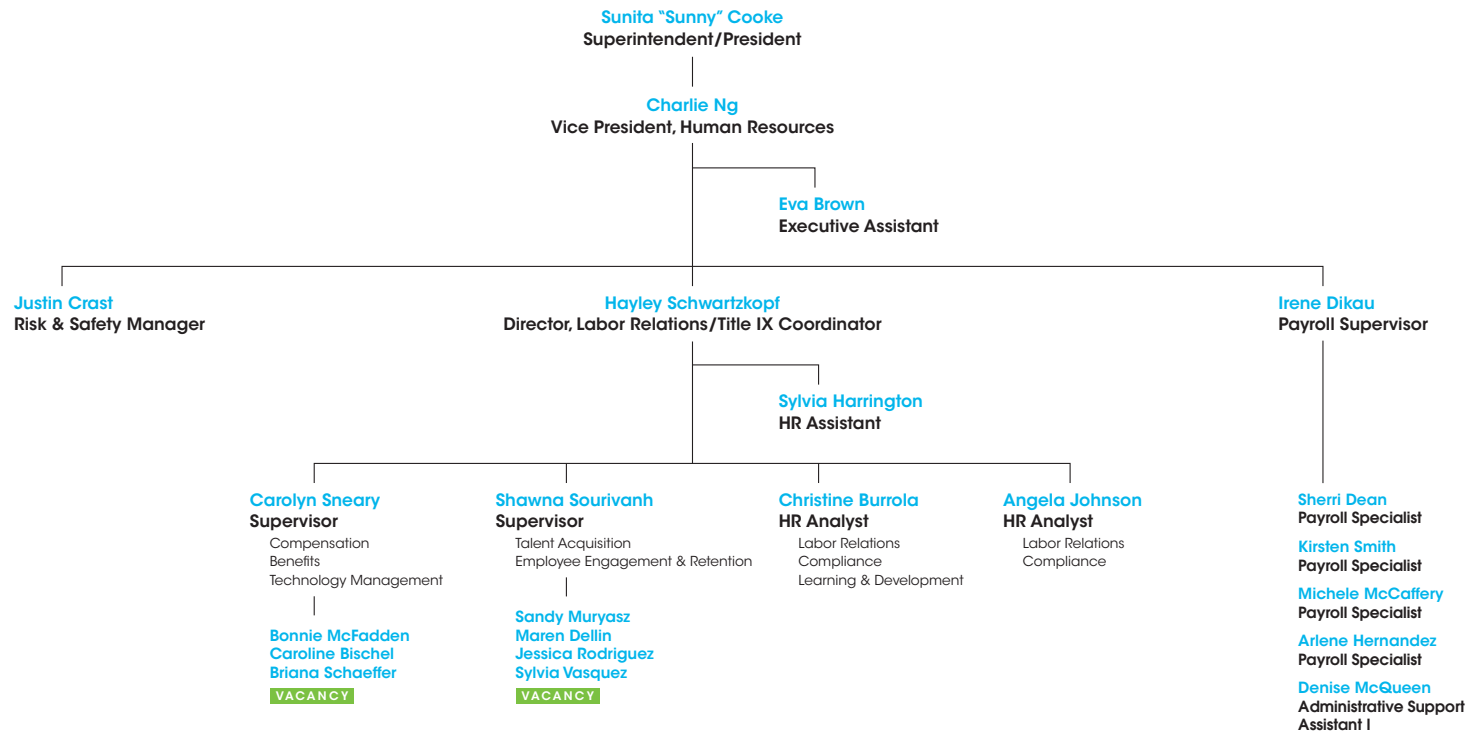 Sunita “Sunny” Cooke
Superintendent/President
Charlie Ng
Vice President, Human Resources
Eva Brown
Executive Assistant
Justin Crast
Risk & Safety Manager
Hayley Schwartzkopf
Director, Labor Relations/Title IX Coordinator
Irene Dikau
Payroll Supervisor
Sylvia Harrington
HR Assistant
Carolyn Sneary
Supervisor
Compensation
Benefits
Technology Management
Bonnie McFadden
Caroline Bischel
Briana Schaeffer
VACANCY
Shawna Sourivanh
Supervisor
Talent Acquisition
Employee Engagement & Retention
Sandy Muryasz
Maren Dellin
Jessica Rodriguez
Sylvia Vasquez
VACANCY
Christine Burrola
HR Analyst
Labor Relations
Compliance
Learning & Development
Angela Johnson
HR Analyst
Labor Relations
Compliance
Sherri Dean
Payroll Specialist
Kirsten Smith
Payroll Specialist
Michele McCaffery
Payroll Specialist
Arlene Hernandez
Payroll Specialist
Denise McQueen
Administrative Support
Assistant I